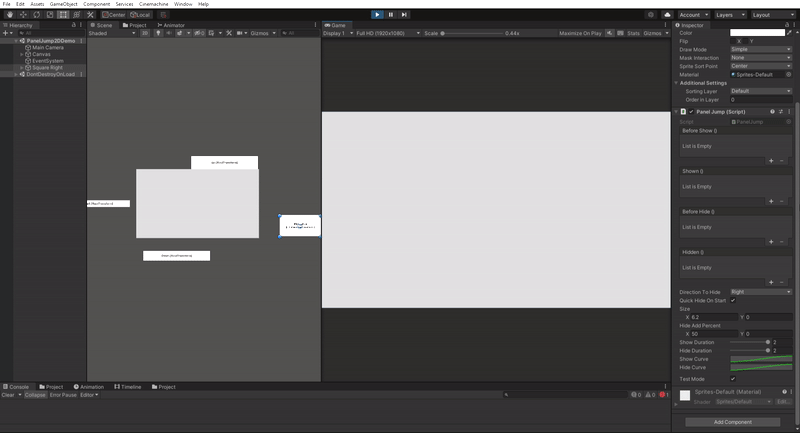 File Edit Assets GameObject Component Services Cinemachine Window Help
Center Local
Account Layers Layout
Hierarchy
All
PanelJump2DDemo
Main Camera
Canvas
EventSystem
Square Right
DontDestroyOnLoad
Scene Project Animator
Shaded 2D Gizmos All
Game
Display 1 Full HD (1920x1080) Scale 0.44x Maximize On Play Stats Gizmos
Inspector
Color
Flip X Y
Draw Mode Simple
Mask Interaction None
Sprite Sort Point Center
Material Sprites-Default
Additional Settings
Sorting Layer Default
Order in Layer 0
Panel Jump (Script)
Script PanelJump
Before Show ()
List is Empty
Shown ()
List is Empty
Before Hide ()
List is Empty
Hidden ()
List is Empty
Direction To Hide Right
Quick Hide On Start
Size
X 6.2 Y 0
Hide Add Percent
X 50 Y 0
Show Duration 2
Hide Duration 2
Show Curve
Hide Curve
Test Mode
Sprites-Default (Material)
Shader Sprites/Default Edit...
Add Component
Console Project Animation Timeline Project
Clear Collapse Error Pause Editor 0 0